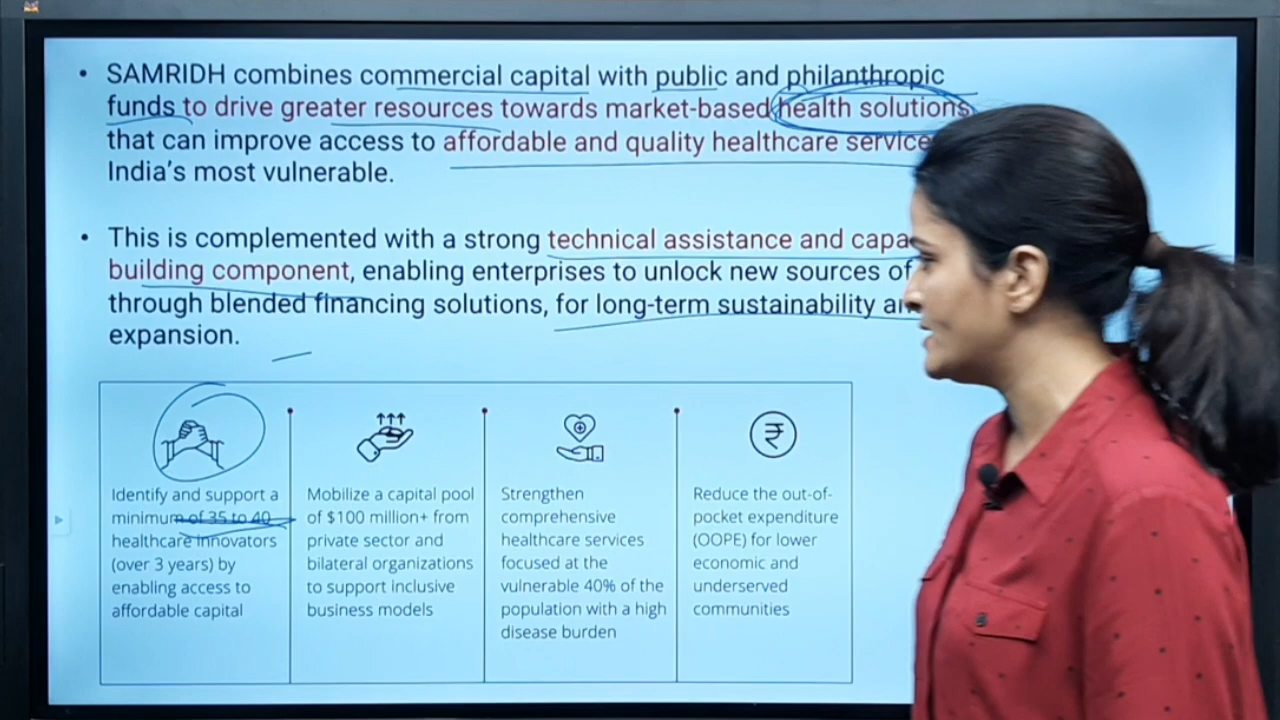 • SAMRIDH combines commercial capital with public and philanthropic
funds to drive greater resources towards market-based health solutions
that can improve access to affordable and quality healthcare service
India's most vulnerable.
• This is complemented with a strong technical assistance and capa
building component, enabling enterprises to unlock new sources of
through blended financing solutions, for long-term sustainability an
expansion.
Identify and support a
minimum of 35 to 40
healthcare innovators
(over 3 years) by
enabling access to
affordable capital
Mobilize a capital pool
of $100 million+ from
private sector and
bilateral organizations
to support inclusive
business models
Strengthen
comprehensive
healthcare services
focused at the
vulnerable 40% of the
population with a high
disease burden
₹
Reduce the out-of-
pocket expenditure
(OOPE) for lower
economic and
underserved
communities